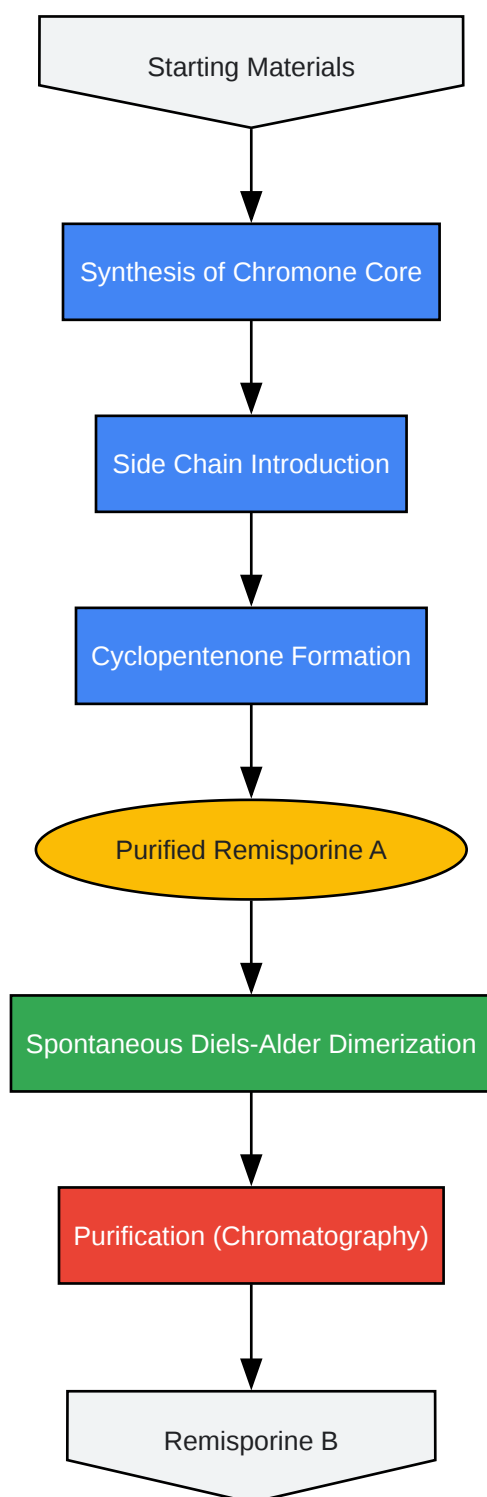 Starting Materials
Synthesis of Chromone Core
Side Chain Introduction
Cyclopentenone Formation
Purified Remisporine A
Spontaneous Diels-Alder Dimerization
Purification (Chromatography)
Remisporine B